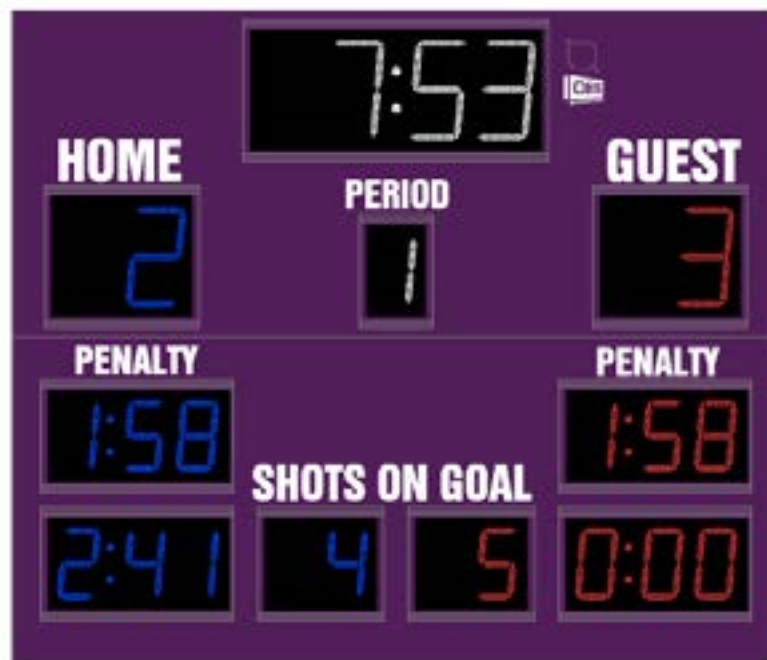 7:53
HOME
GUEST
PERIOD
2
1
3
PENALTY
PENALTY
1:58
1:58
SHOTS ON GOAL
2:41
4
5
0:00